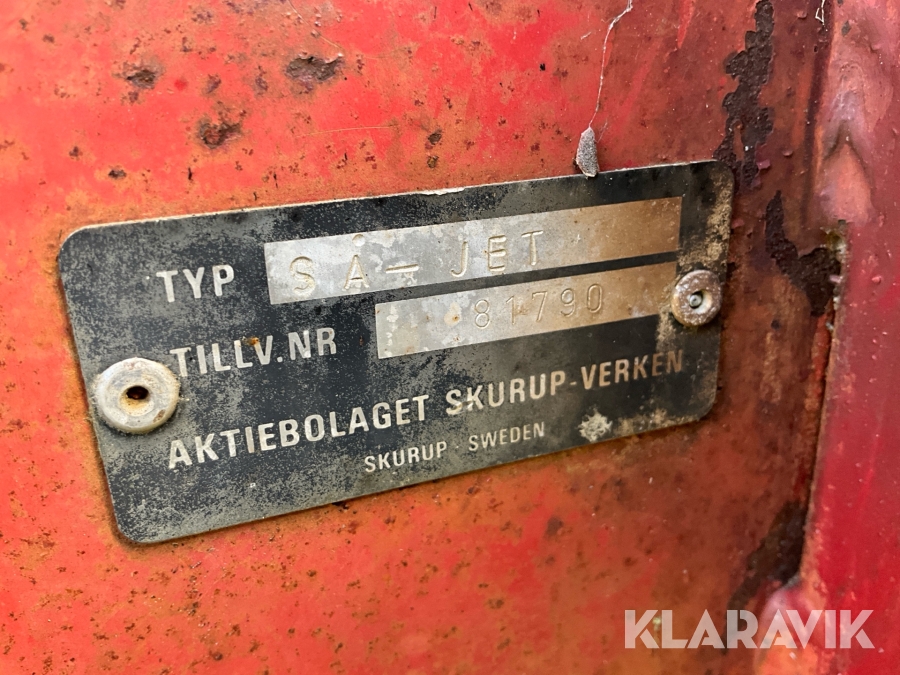 TYP SÅ-JET
TILLV.NR 81790
AKTIEBOLAGET SKURUP-VERKEN
SKURUP · SWEDEN
KLARAVIK